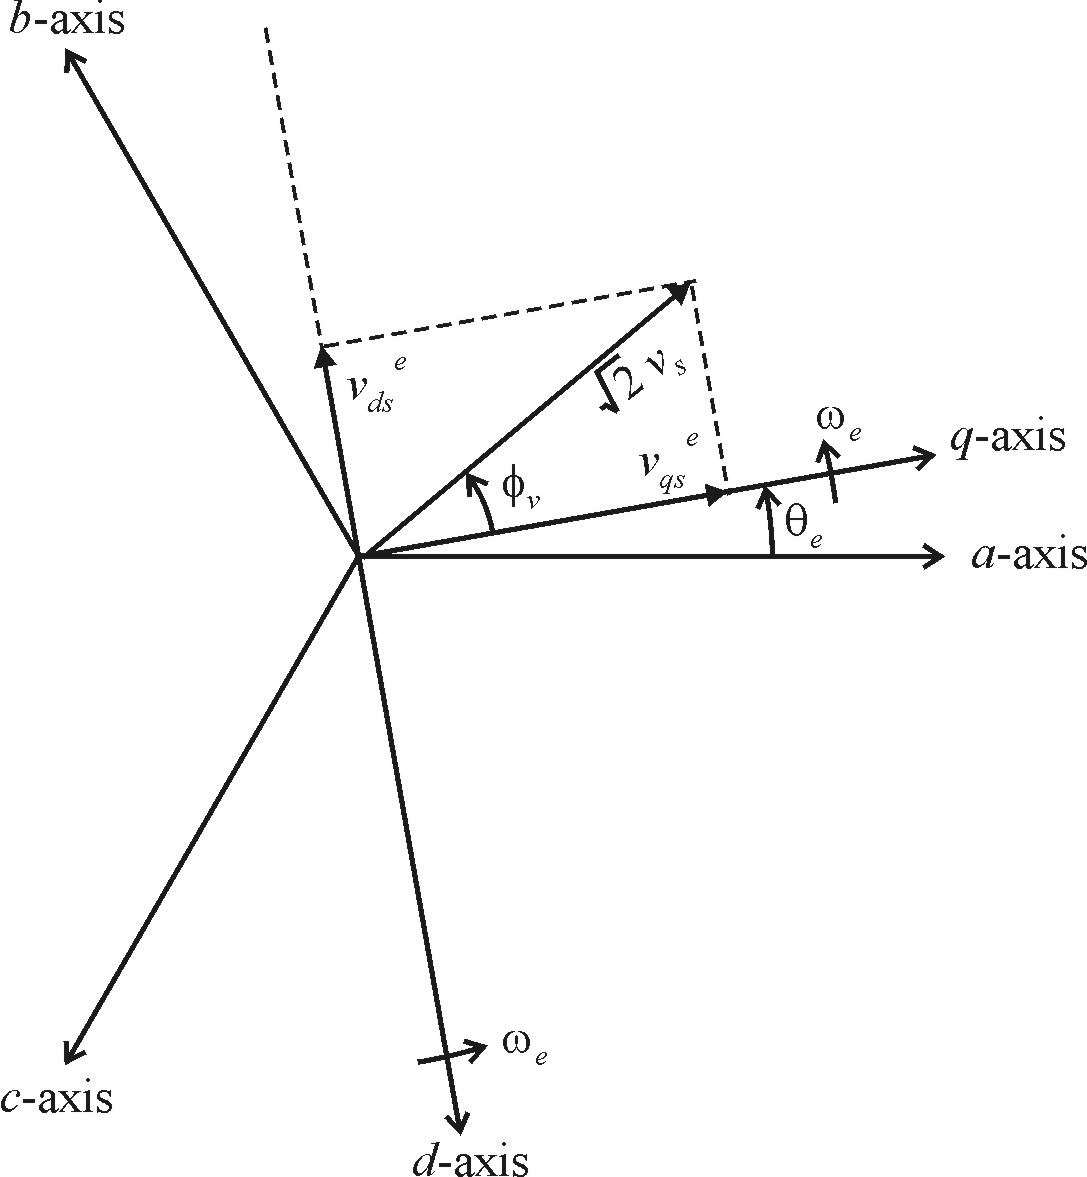 b-axis
v_ds^e
√2 v_s
ω_e
q-axis
v_qs^e
ϕ_v
θ_e
a-axis
ω_e
c-axis
d-axis